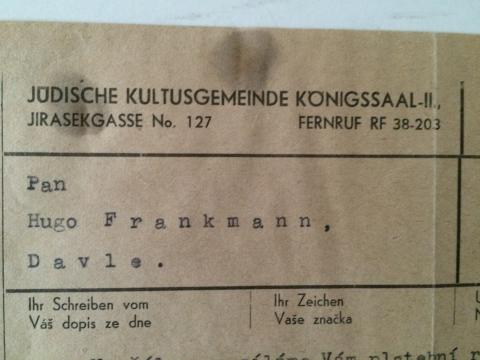 JÜDISCHE KULTUSGEMEINDE KÖNIGSSAAL-II.,
JIRASEKGASSE No. 127 FERNRUF RF 38-203
Pan
Hugo Frankmann,
Davle.
Ihr Schreiben vom Ihr Zeichen
Váš dopis ze dne Vaše značka
Vám